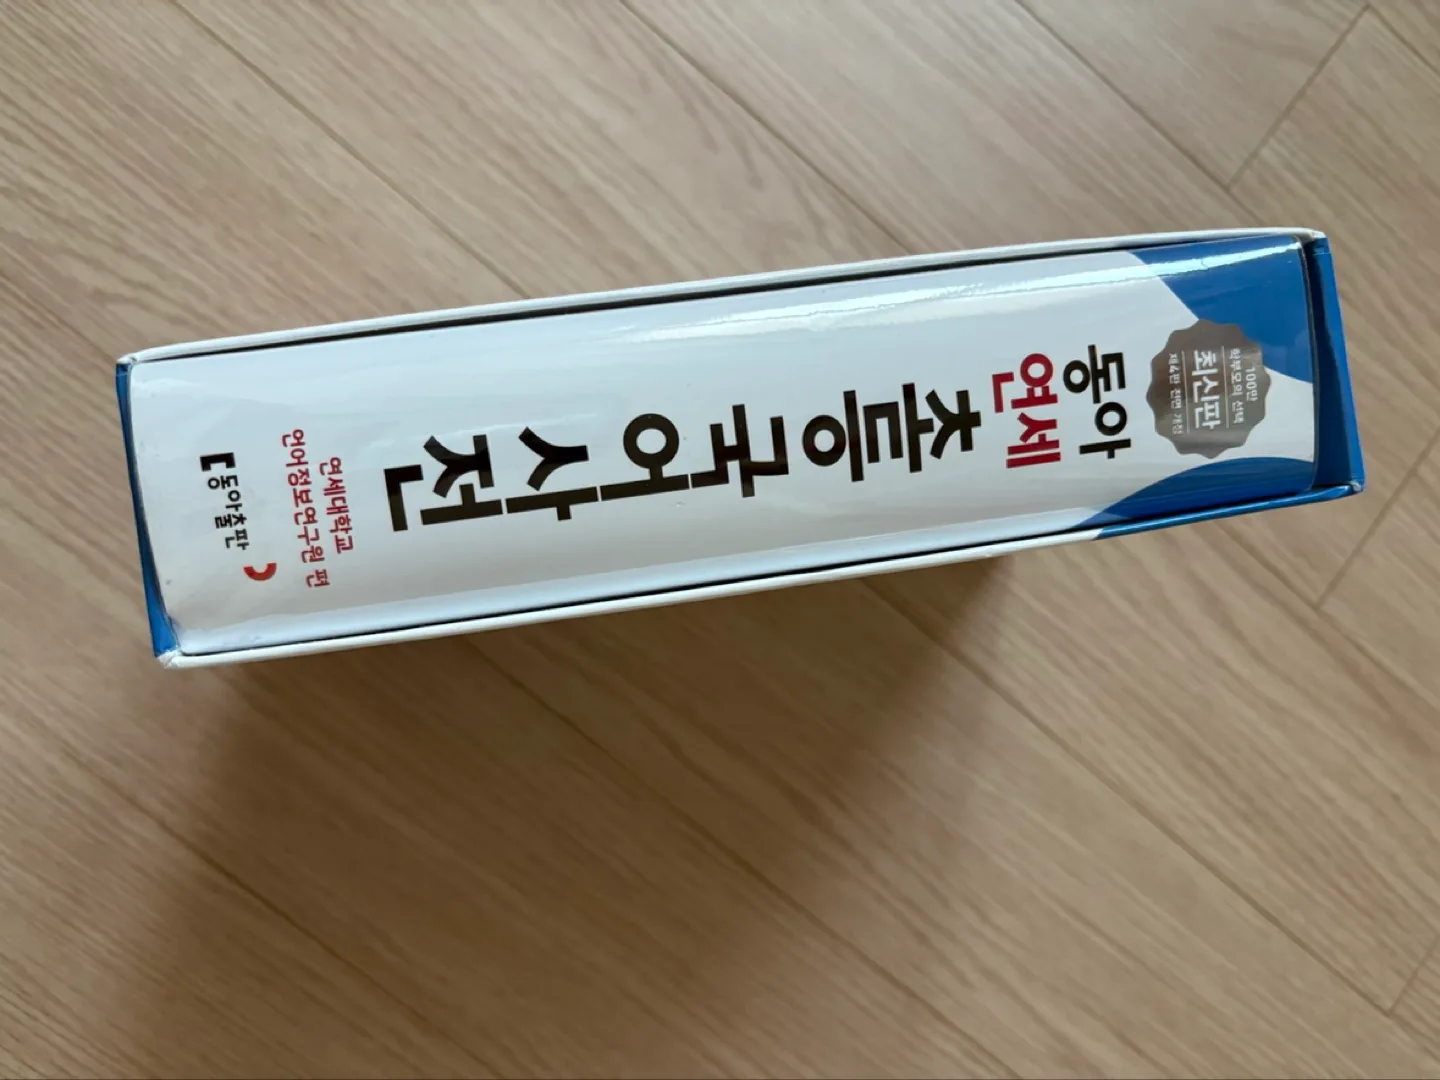 100만
학부모의 선택
최신판
제4판 전면 개정
동아
연세
초등국어사전
연세대학교
언어정보연구원 편
동아출판